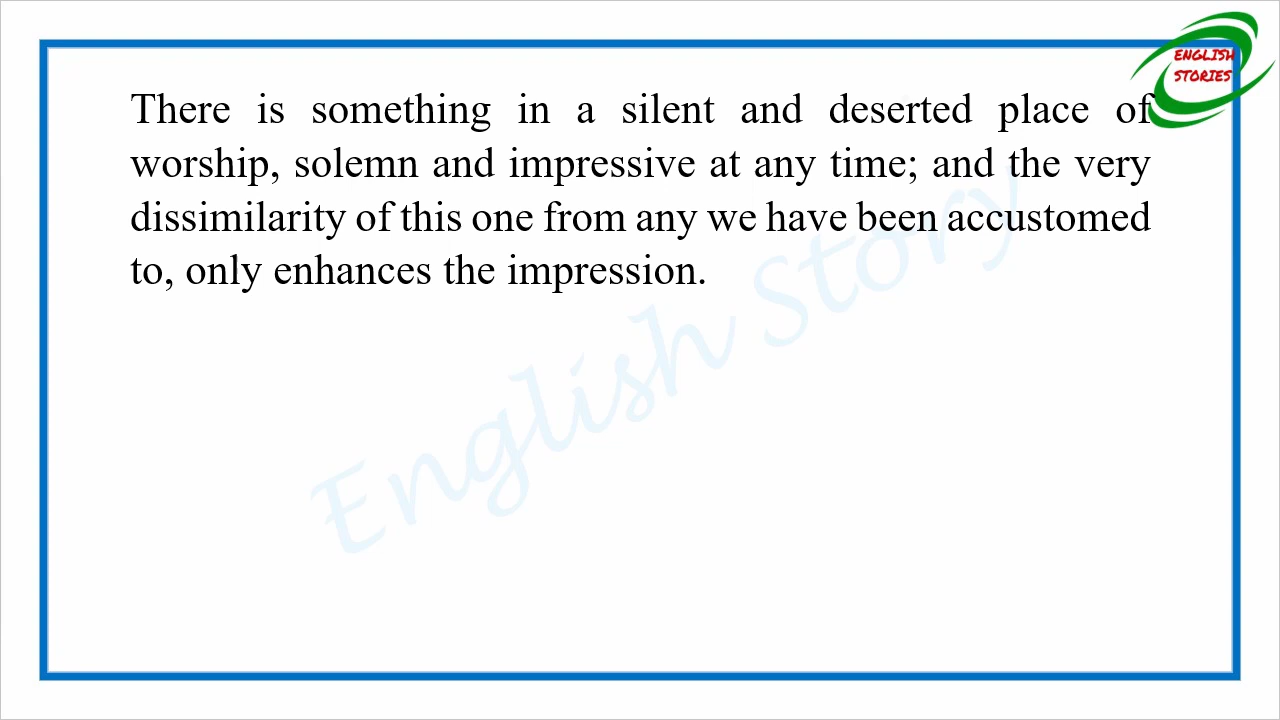 ENGLISH
STORIES
There is something in a silent and deserted place of
worship, solemn and impressive at any time; and the very
dissimilarity of this one from any we have been accustomed
to, only enhances the impression.
English Story